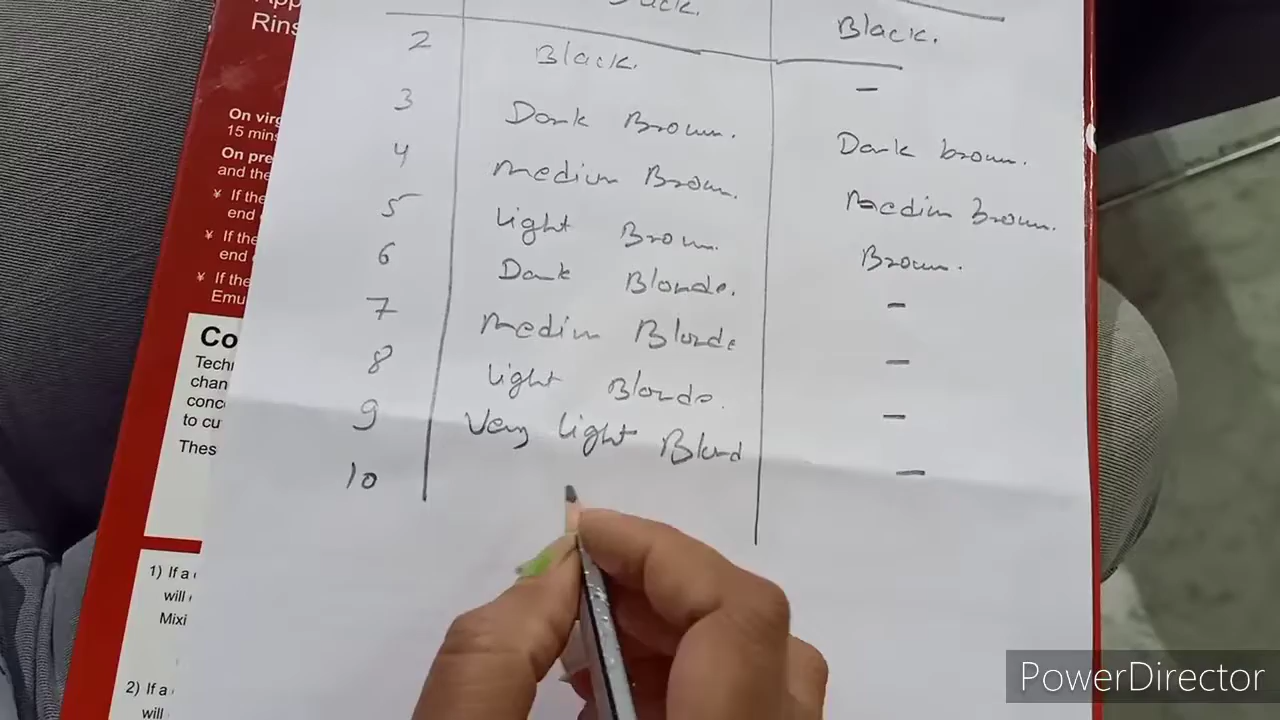 App
Rins
Black.
2 Black. -
3 Dark Brown. Dark brown.
4 medium Brown. medium brown.
5 light Brown. Brown.
6 Dark Blonde. -
7 medium Blonde -
8 light Blonde. -
9 Very light Blond -
10
On virg
15 mins
On pre
and the
¥ If the
end
¥ If the
end
¥ If the
Emu
Co
Techn
chan
conc
to cu
Thes
1) If a
will
Mixi
2) If a
will
PowerDirector